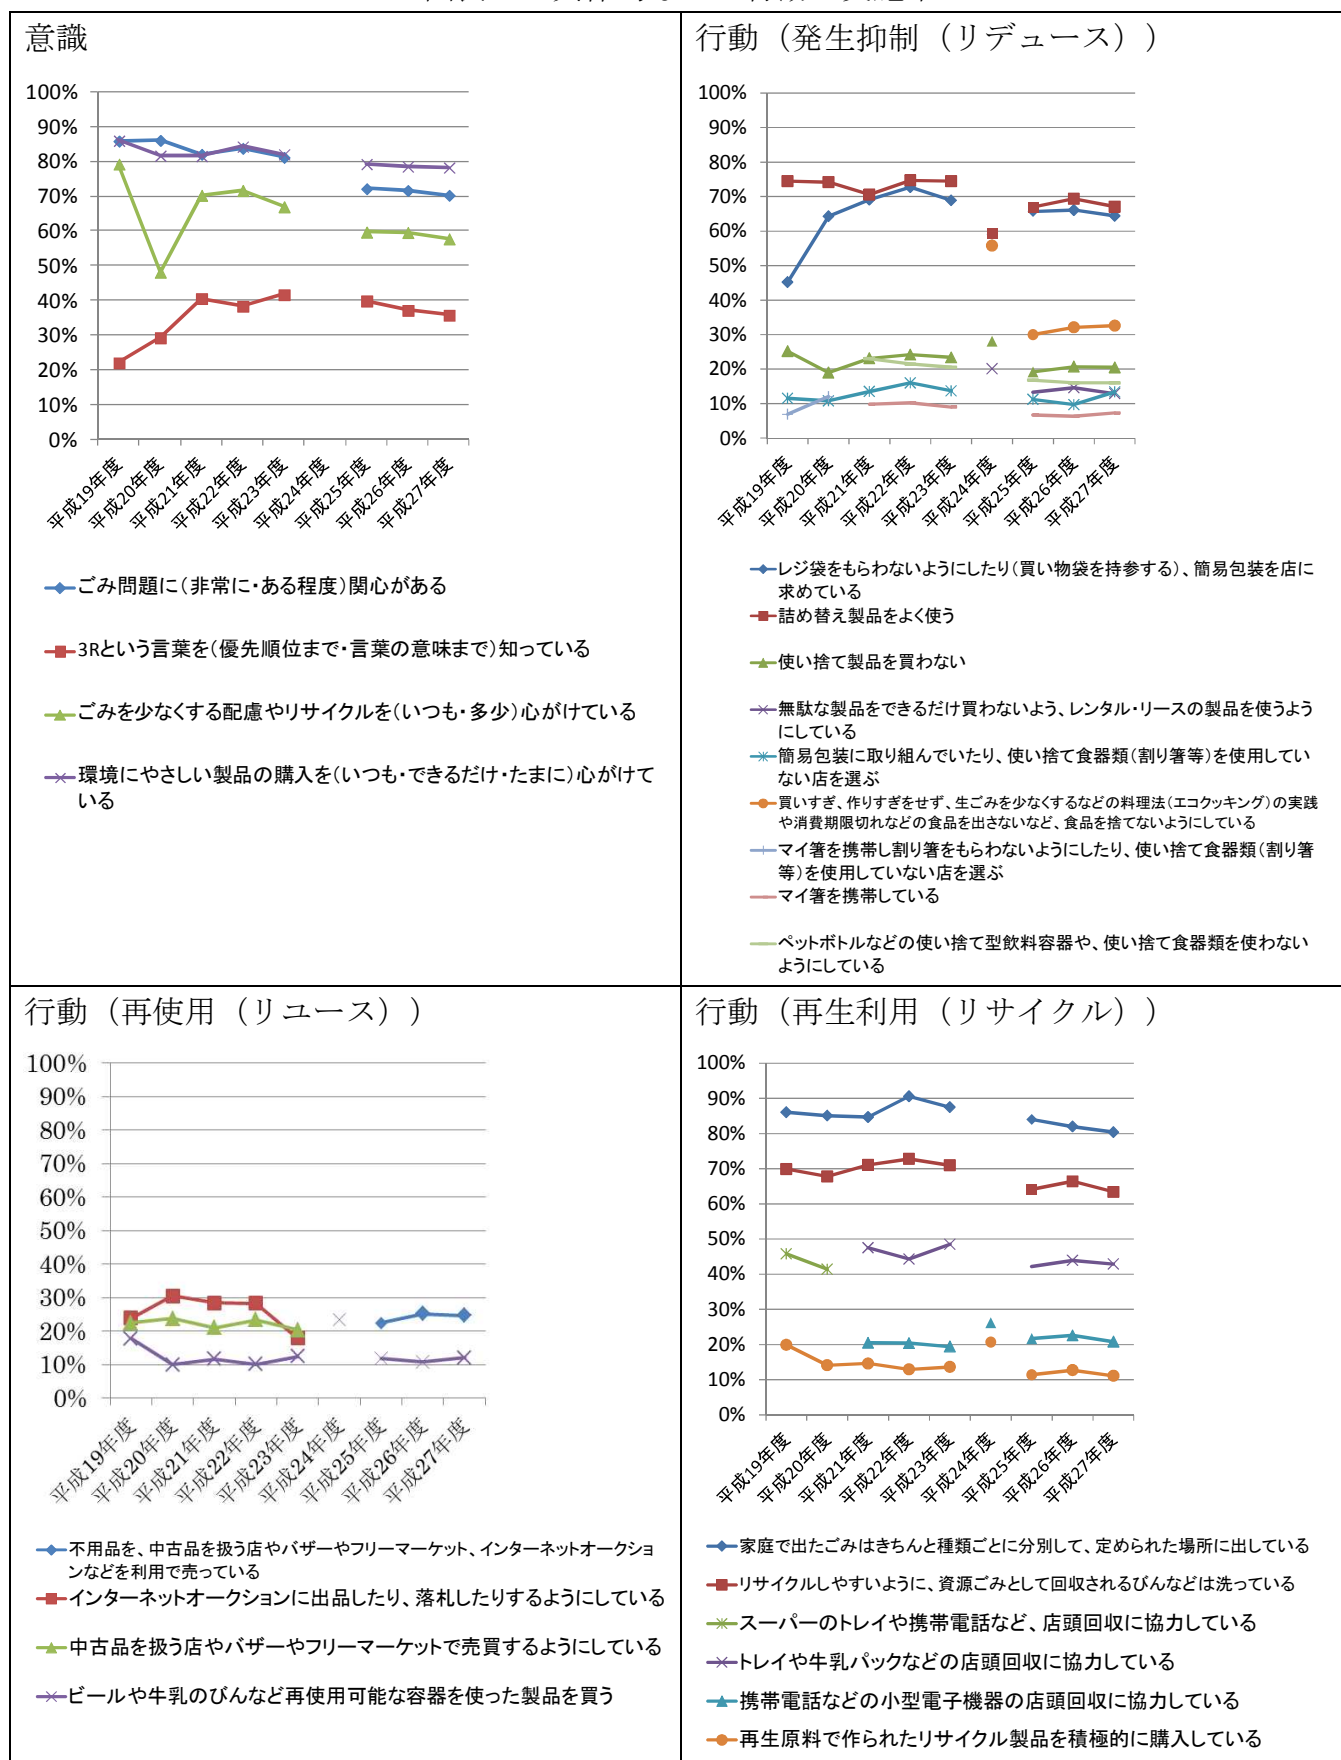 意識
100%
90%
80%
70%
60%
50%
40%
30%
20%
10%
0%
平成19年度
平成20年度
平成21年度
平成22年度
平成23年度
平成24年度
平成25年度
平成26年度
平成27年度
ごみ問題に(非常に・ある程度)関心がある
3Rという言葉を(優先順位まで・言葉の意味まで)知っている
ごみを少なくする配慮やリサイクルを(いつも・多少)心がけている
環境にやさしい製品の購入を(いつも・できるだけ・たまに)心がけて
いる
行動（発生抑制（リデュース））
100%
90%
80%
70%
60%
50%
40%
30%
20%
10%
0%
平成19年度
平成20年度
平成21年度
平成22年度
平成23年度
平成24年度
平成25年度
平成26年度
平成27年度
レジ袋をもらわないようにしたり(買い物袋を持参する)、簡易包装を店に
求めている
詰め替え製品をよく使う
使い捨て製品を買わない
無駄な製品をできるだけ買わないよう、レンタル・リースの製品を使うよう
にしている
簡易包装に取り組んでいたり、使い捨て食器類(割り箸等)を使用してい
ない店を選ぶ
買いすぎ、作りすぎをせず、生ごみを少なくするなどの料理法(エコクッキング)の実践
や消費期限切れなどの食品を出さないなど、食品を捨てないようにしている
マイ箸を携帯し割り箸をもらわないようにしたり、使い捨て食器類(割り箸
等)を使用していない店を選ぶ
マイ箸を携帯している
ペットボトルなどの使い捨て型飲料容器や、使い捨て食器類を使わない
ようにしている
行動（再使用（リユース））
100%
90%
80%
70%
60%
50%
40%
30%
20%
10%
0%
平成19年度
平成20年度
平成21年度
平成22年度
平成23年度
平成24年度
平成25年度
平成26年度
平成27年度
不用品を、中古品を扱う店やバザーやフリーマーケット、インターネットオークショ
ンなどを利用で売っている
インターネットオークションに出品したり、落札したりするようにしている
中古品を扱う店やバザーやフリーマーケットで売買するようにしている
ビールや牛乳のびんなど再使用可能な容器を使った製品を買う
行動（再生利用（リサイクル））
100%
90%
80%
70%
60%
50%
40%
30%
20%
10%
0%
平成19年度
平成20年度
平成21年度
平成22年度
平成23年度
平成24年度
平成25年度
平成26年度
平成27年度
家庭で出たごみはきちんと種類ごとに分別して、定められた場所に出している
リサイクルしやすいように、資源ごみとして回収されるびんなどは洗っている
スーパーのトレイや携帯電話など、店頭回収に協力している
トレイや牛乳パックなどの店頭回収に協力している
携帯電話などの小型電子機器の店頭回収に協力している
再生原料で作られたリサイクル製品を積極的に購入している